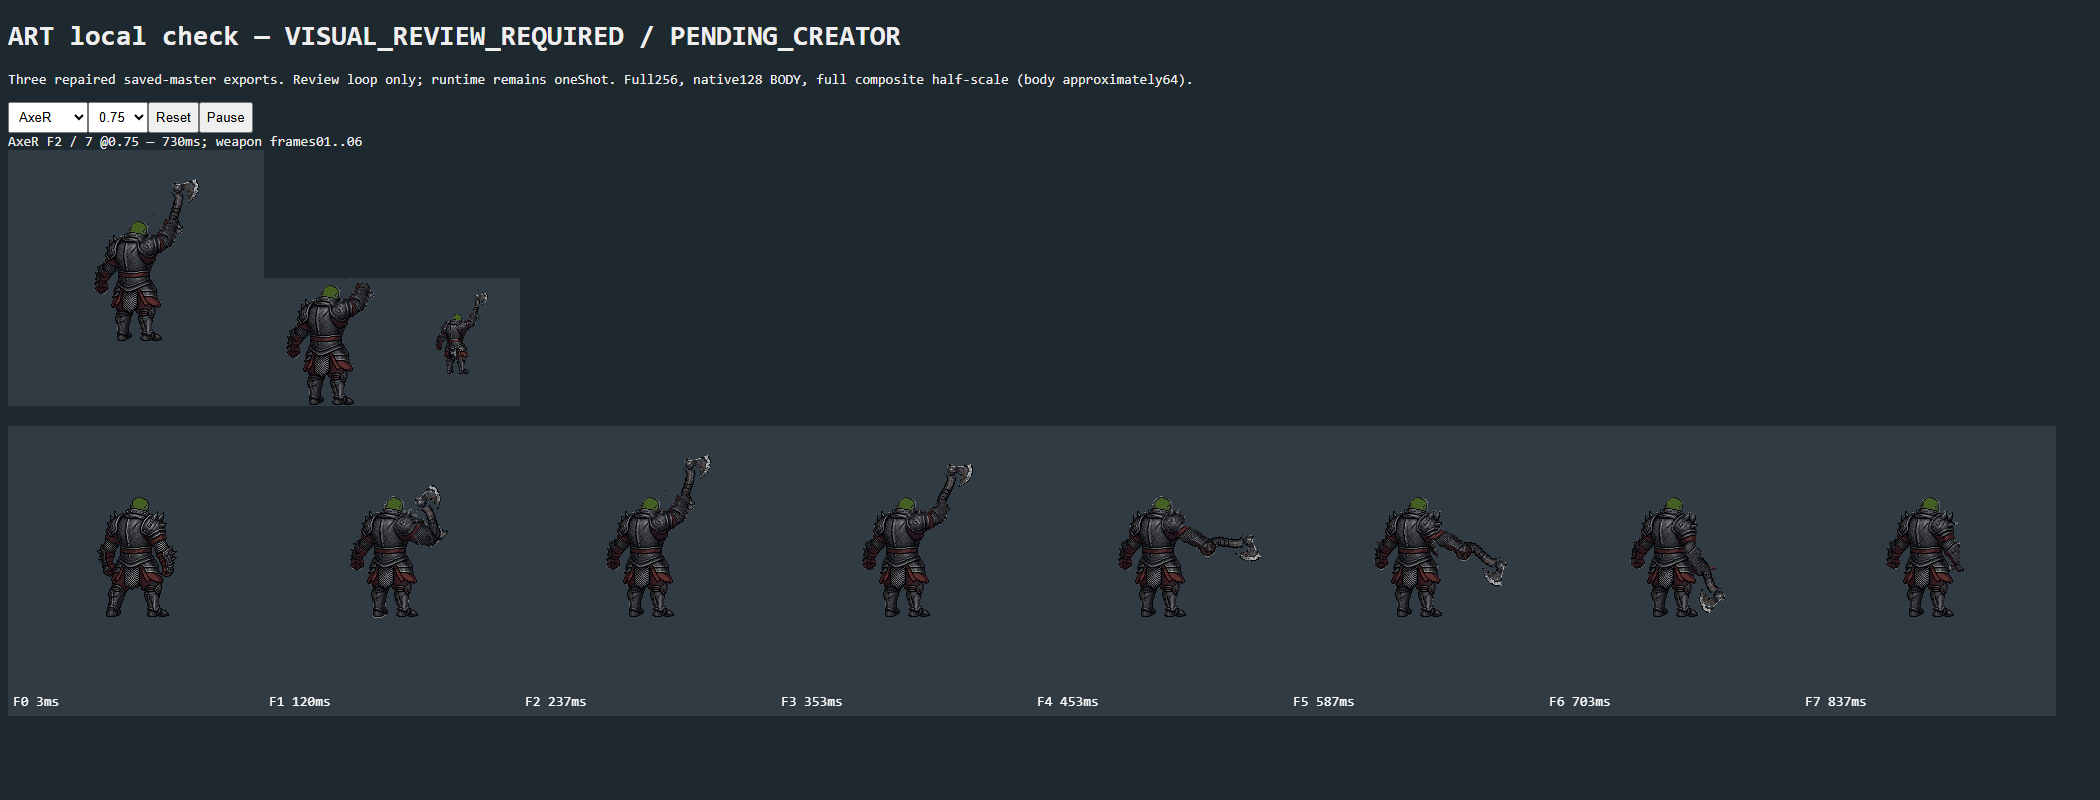 ART local check — VISUAL_REVIEW_REQUIRED / PENDING_CREATOR
Three repaired saved-master exports. Review loop only; runtime remains oneShot. Full256, native128 BODY, full composite half-scale (body approximately64).
AxeR 0.75 Reset Pause
AxeR F2 / 7 @0.75 — 730ms; weapon frames01..06
F0 3ms F1 120ms F2 237ms F3 353ms F4 453ms F5 587ms F6 703ms F7 837ms